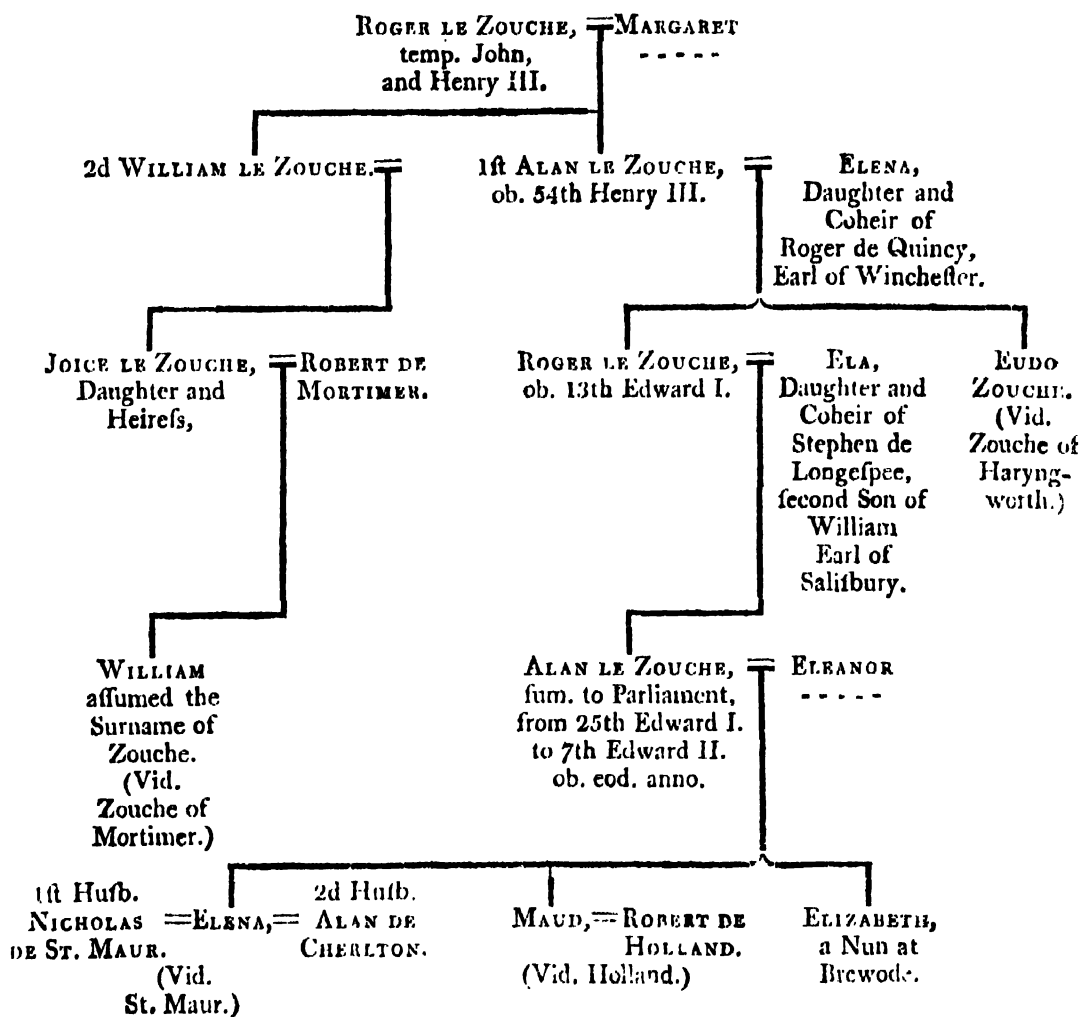 ROGER LE ZOUCHE, = MARGARET
temp. John, - - - - -
and Henry III.
2d WILLIAM LE ZOUCHE. =
1ſt ALAN LE ZOUCHE, =
ob. 54th Henry III.
ELENA,
Daughter and
Coheir of
Roger de Quincy,
Earl of Wincheſter.
JOICE LE ZOUCHE,
Daughter and
Heireſs,
= ROBERT DE
MORTIMER.
ROGER LE ZOUCHE, =
ob. 13th Edward I.
ELA,
Daughter and
Coheir of
Stephen de
Longeſpee,
ſecond Son of
William
Earl of
Saliſbury.
EUDO
ZOUCHE.
(Vid.
Zouche of
Haryng-
worth.)
WILLIAM
aſſumed the
Surname of
Zouche.
(Vid.
Zouche of
Mortimer.)
ALAN LE ZOUCHE, =
ſum. to Parliament,
from 25th Edward I.
to 7th Edward II.
ob. eod. anno.
ELEANOR
- - - - -
1ſt Huſb.
NICHOLAS
DE ST. MAUR.
= ELENA, =
(Vid.
St. Maur.)
2d Huſb.
ALAN DE
CHERLTON.
MAUD, = ROBERT DE
HOLLAND.
(Vid. Holland.)
ELIZABETH,
a Nun at
Brewode.